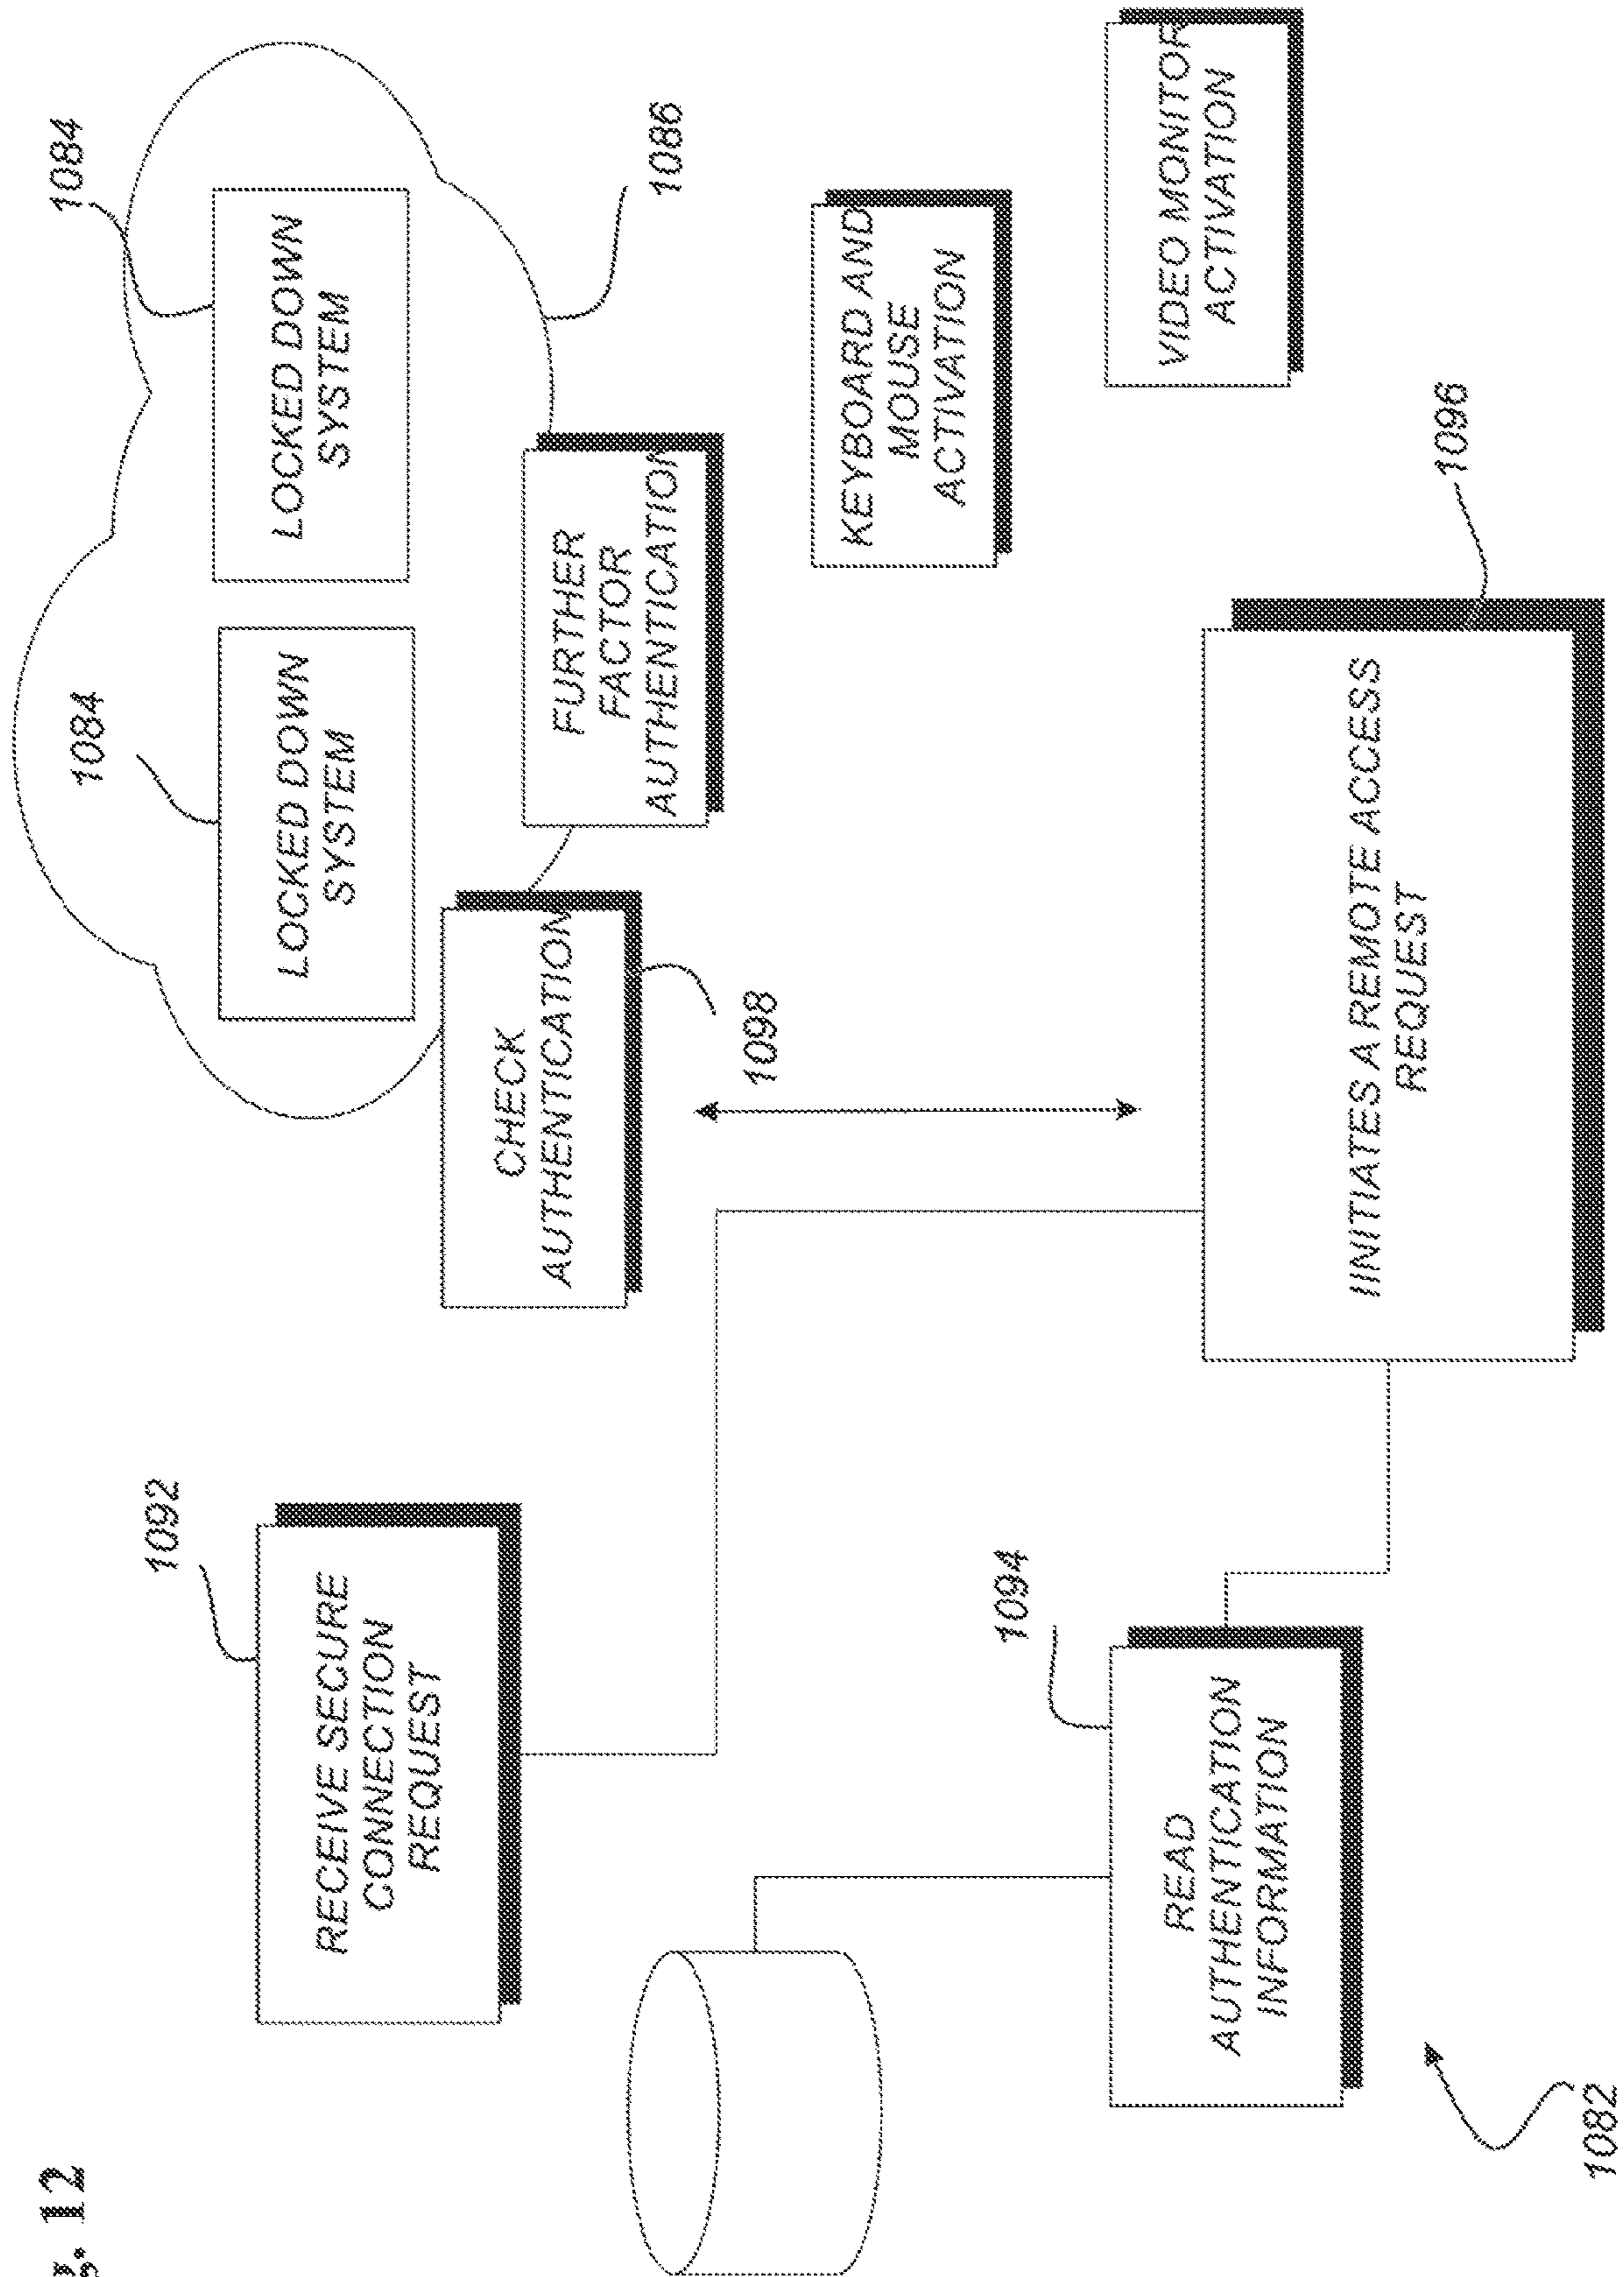 g. 12
1084
1084
1092
RECEIVE SECURE
CONNECTION
REQUEST
LOCKED DOWN
SYSTEM
LOCKED DOWN
SYSTEM
CHECK
AUTHENTICATION
FURTHER
FACTOR
AUTHENTICATION
1086
1098
KEYBOARD AND
MOUSE
ACTIVATION
1094
READ
AUTHENTICATION
INFORMATION
VIDEO MONITOR
ACTIVATION
IINITIATES A REMOTE ACCESS
REQUEST
1096
1082